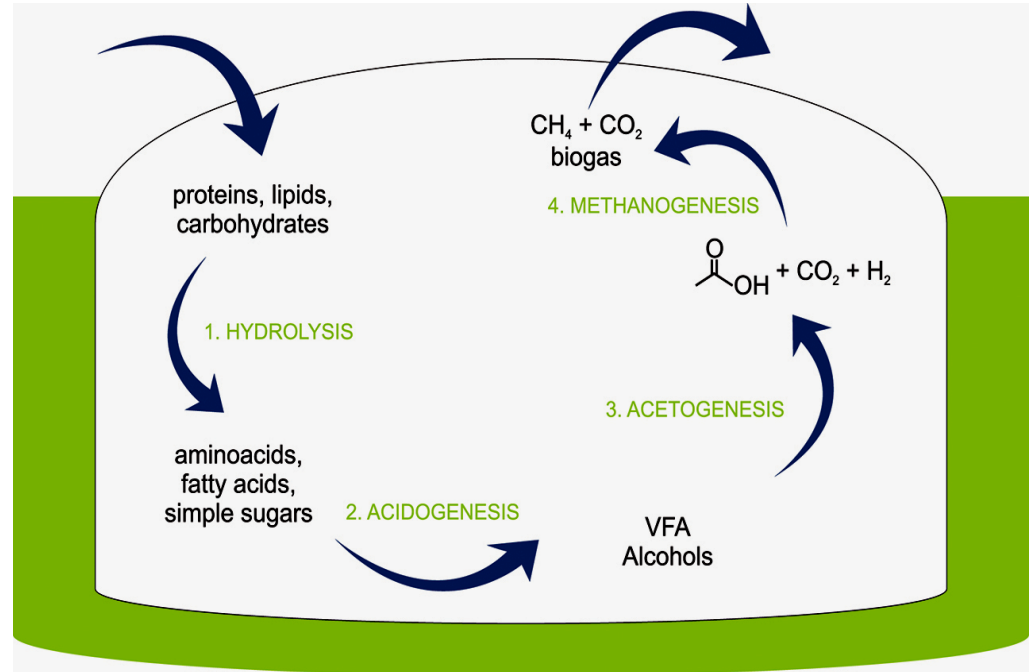 proteins, lipids,
carbohydrates
1. HYDROLYSIS
aminoacids,
fatty acids,
simple sugars
2. ACIDOGENESIS
VFA
Alcohols
3. ACETOGENESIS
O
OH + CO₂ + H₂
4. METHANOGENESIS
CH₄ + CO₂
biogas